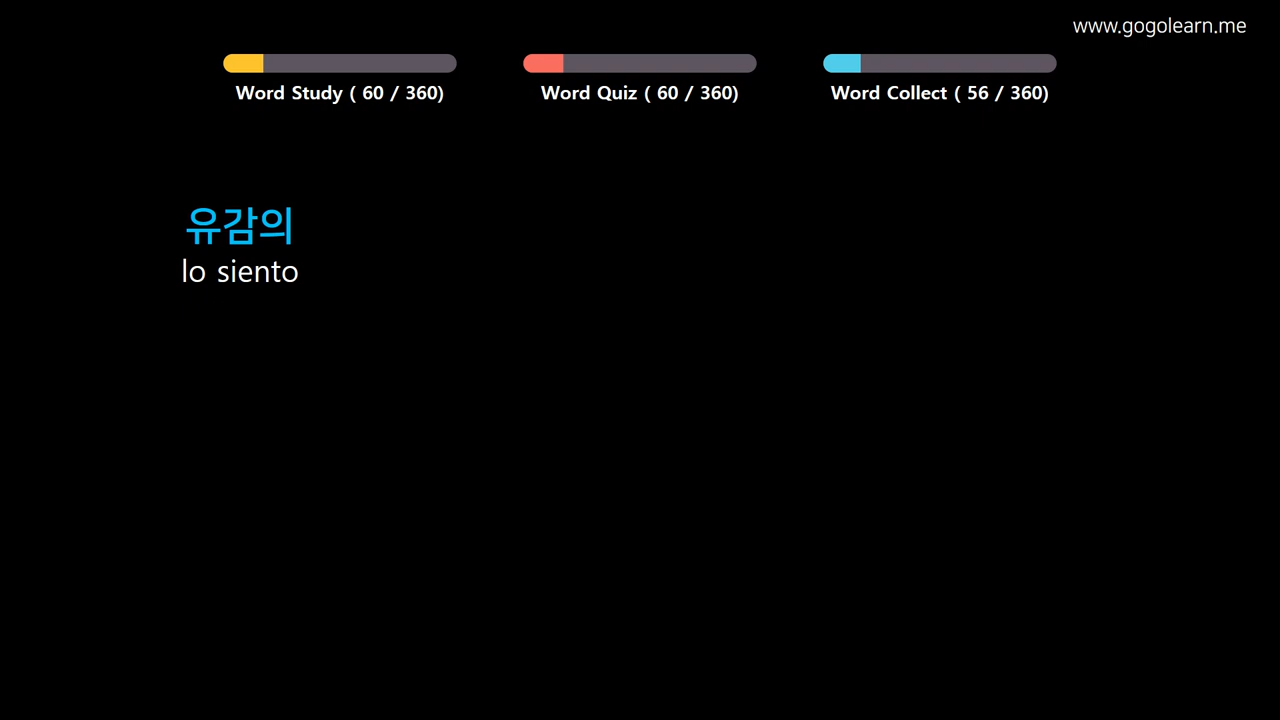 www.gogolearn.me
Word Study ( 60 / 360)
Word Quiz ( 60 / 360)
Word Collect ( 56 / 360)
유감의
lo siento